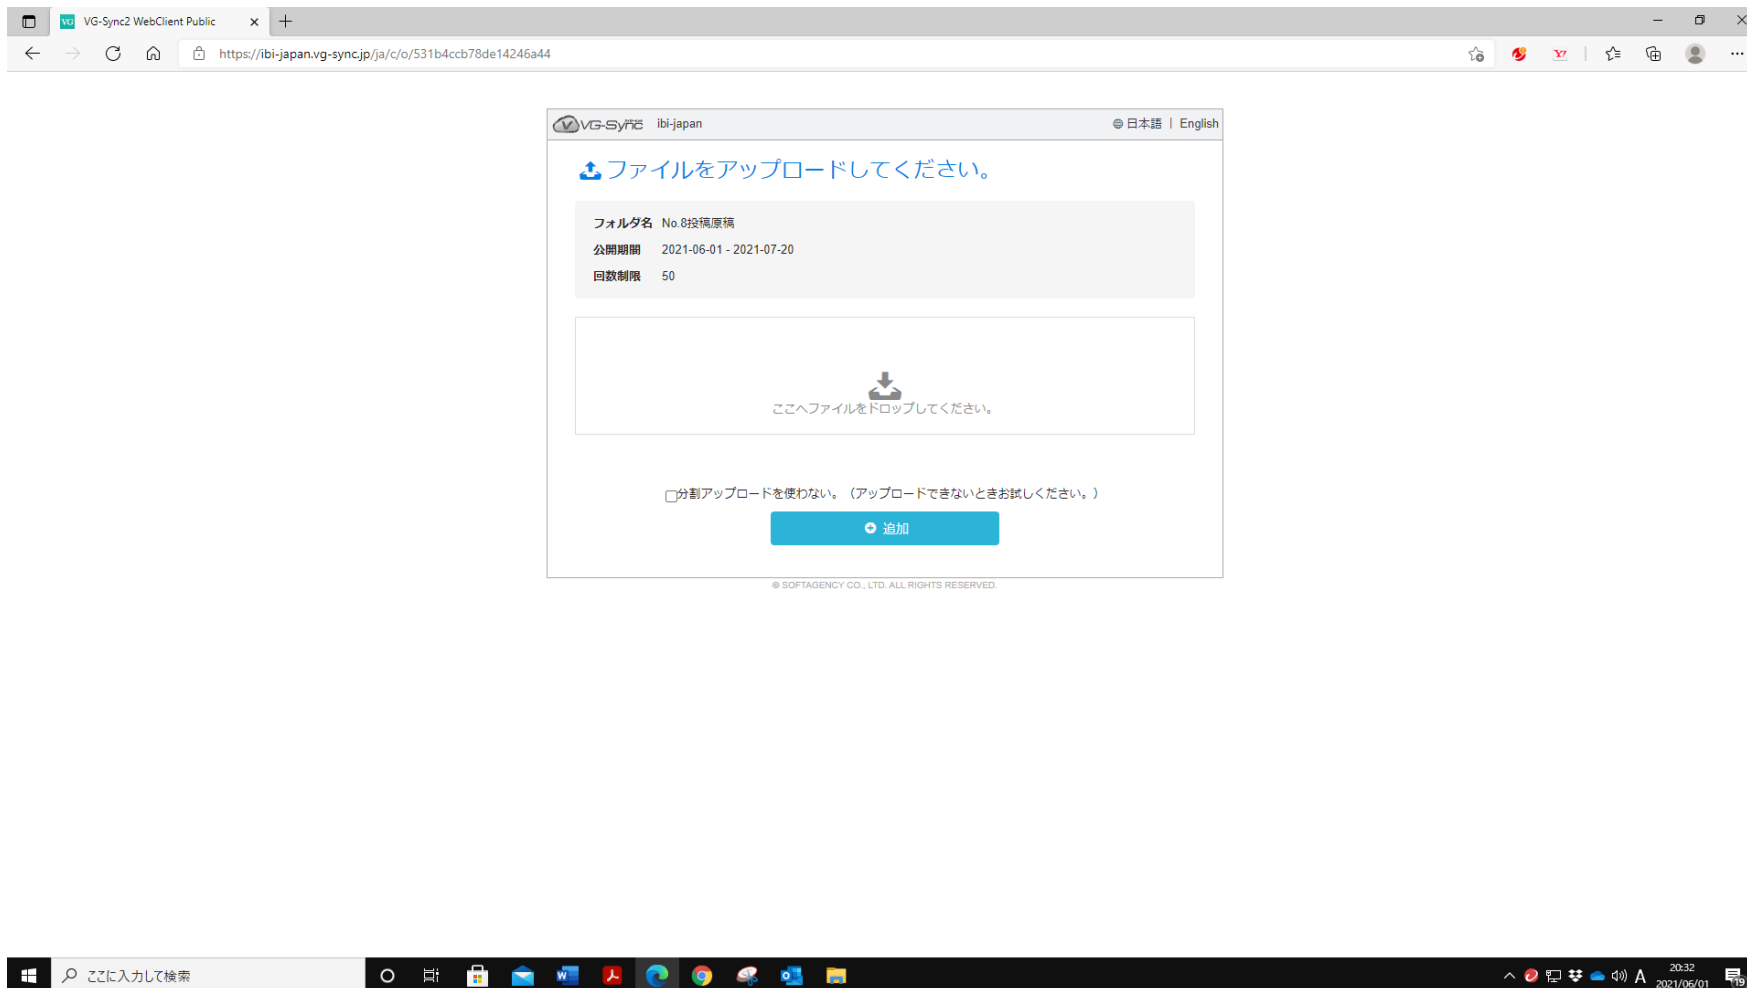 VG VG-Sync2 WebClient Public
https://ibi-japan.vg-sync.jp/ja/c/o/531b4ccb78de14246a44
VG-Sync ibi-japan 日本語 | English
ファイルをアップロードしてください。
フォルダ名 No.8投稿原稿
公開期間 2021-06-01 - 2021-07-20
回数制限 50
ここへファイルをドロップしてください。
分割アップロードを使わない。（アップロードできないときお試しください。）
追加
© SOFTAGENCY CO., LTD. ALL RIGHTS RESERVED.
ここに入力して検索
A 20:32
2021/06/01
19